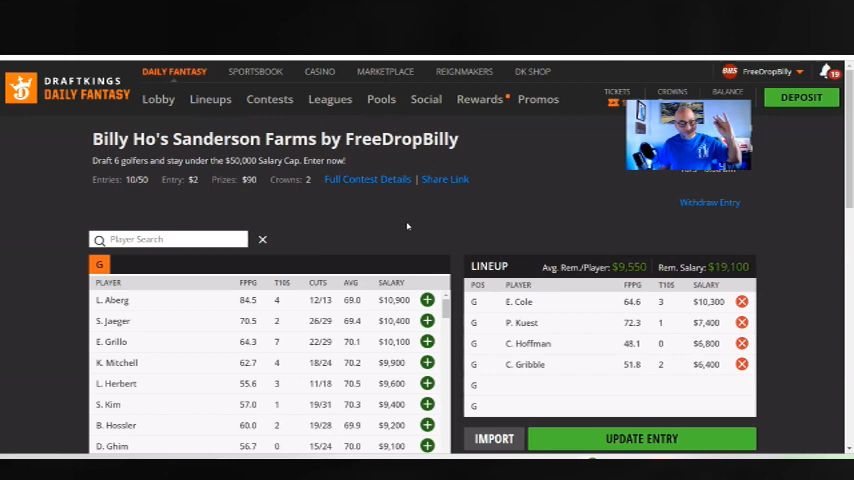 DRAFTKINGS
DAILY FANTASY
DAILY FANTASY SPORTSBOOK CASINO MARKETPLACE REIGNMAKERS DK SHOP
BHS FreeDropBilly
19
Lobby Lineups Contests Leagues Pools Social Rewards Promos
TICKETS CROWNS BALANCE
DEPOSIT
Billy Ho's Sanderson Farms by FreeDropBilly
Draft 6 golfers and stay under the $50,000 Salary Cap. Enter now!
Entries: 10/50 Entry: $2 Prizes: $90 Crowns: 2 Full Contest Details | Share Link
Withdraw Entry
Player Search
G
PLAYER FPPG T10S CUTS AVG SALARY
L. Aberg 84.5 4 12/13 69.0 $10,900
S. Jaeger 70.5 2 26/29 69.4 $10,400
E. Grillo 64.3 7 22/29 70.1 $10,100
K. Mitchell 62.7 4 18/24 70.2 $9,900
L. Herbert 55.6 3 11/18 70.5 $9,600
S. Kim 57.0 1 19/31 70.3 $9,400
B. Hossler 60.0 2 19/28 69.9 $9,200
D. Ghim 56.7 0 15/24 70.0 $9,100
LINEUP Avg. Rem./Player: $9,550 Rem. Salary: $19,100
POS PLAYER FPPG T10S SALARY
G E. Cole 64.6 3 $10,300
G P. Kuest 72.3 1 $7,400
G C. Hoffman 48.1 0 $6,800
G C. Gribble 51.8 2 $6,400
G
G
IMPORT UPDATE ENTRY